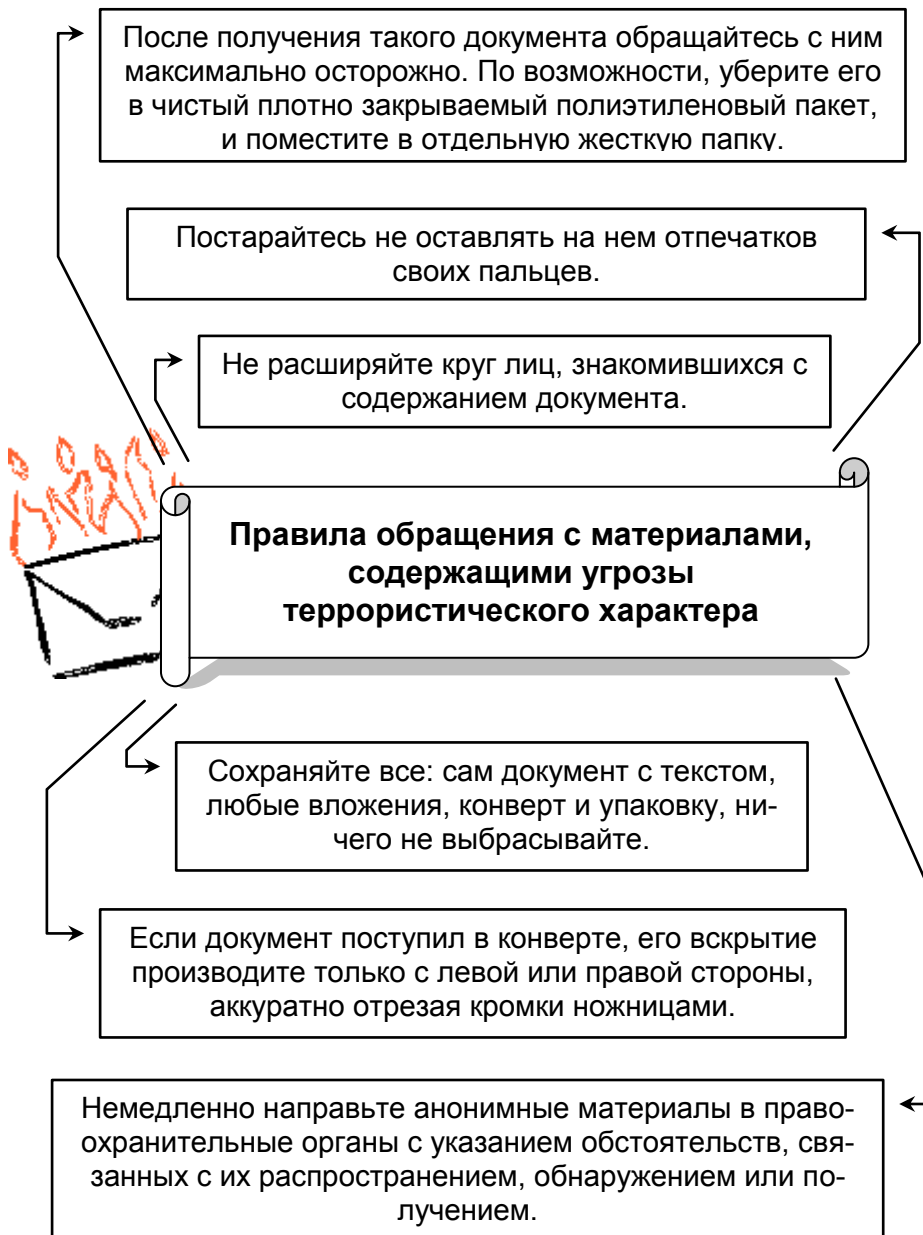 После получения такого документа обращайтесь с ним
максимально осторожно. По возможности, уберите его
в чистый плотно закрываемый полиэтиленовый пакет,
и поместите в отдельную жесткую папку.
Постарайтесь не оставлять на нем отпечатков
своих пальцев.
Не расширяйте круг лиц, знакомившихся с
содержанием документа.
Правила обращения с материалами,
содержащими угрозы
террористического характера
Сохраняйте все: сам документ с текстом,
любые вложения, конверт и упаковку, ни-
чего не выбрасывайте.
Если документ поступил в конверте, его вскрытие
производите только с левой или правой стороны,
аккуратно отрезая кромки ножницами.
Немедленно направьте анонимные материалы в право-
охранительные органы с указанием обстоятельств, свя-
занных с их распространением, обнаружением или по-
лучением.